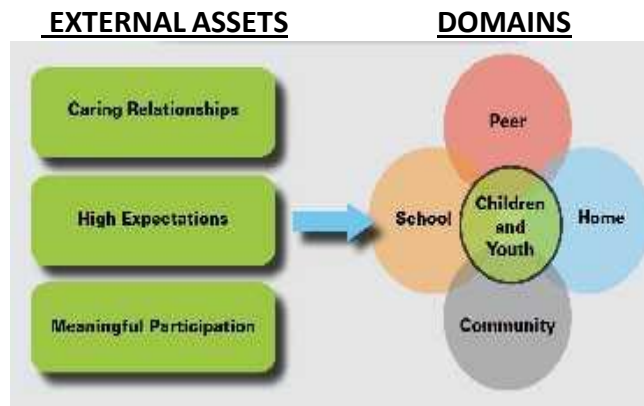 EXTERNAL ASSETS
DOMAINS
Caring Relationships
High Expectations
Meaningful Participation
Peer
School
Children
and
Youth
Home
Community